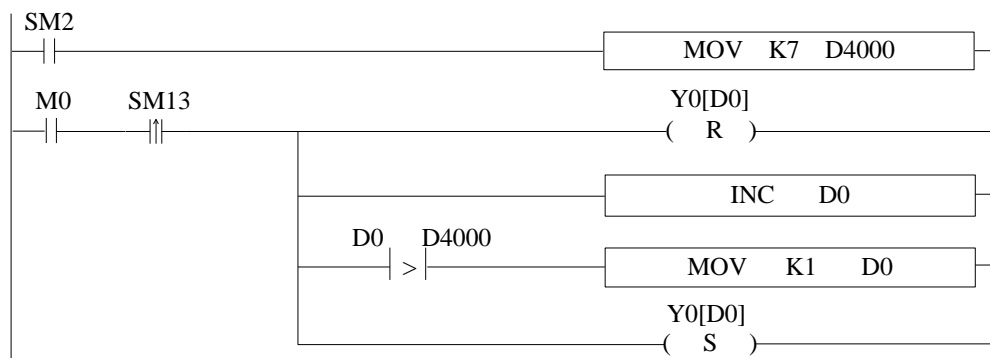 SM2
MOV K7 D4000
M0 SM13 Y0[D0]
( R )
INC D0
D0 D4000
> MOV K1 D0
Y0[D0]
( S )